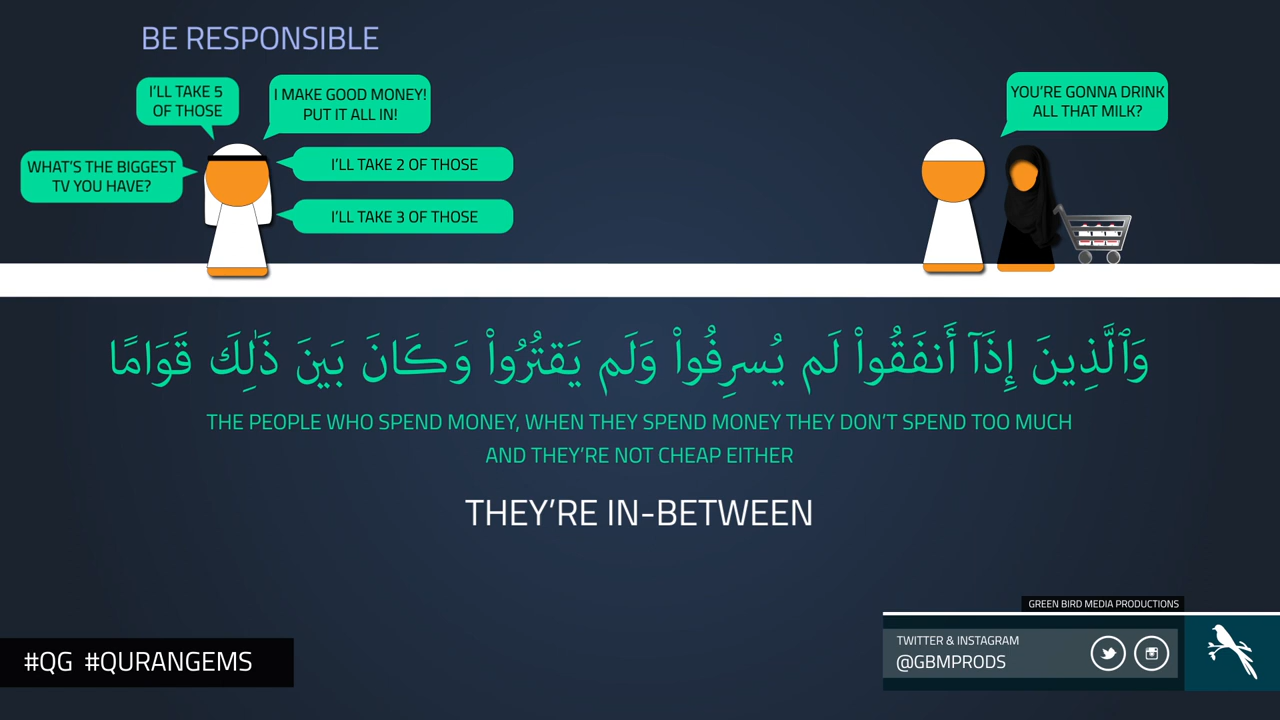 BE RESPONSIBLE
I'LL TAKE 5
OF THOSE
I MAKE GOOD MONEY!
PUT IT ALL IN!
WHAT'S THE BIGGEST
TV YOU HAVE?
I'LL TAKE 2 OF THOSE
I'LL TAKE 3 OF THOSE
YOU'RE GONNA DRINK
ALL THAT MILK?
وَٱلَّذِينَ إِذَآ أَنفَقُوا۟ لَم يُسرِفُوا۟ وَلَم يَقتُرُوا۟ وَكَانَ بَينَ ذَٰلِكَ قَوَامًا
THE PEOPLE WHO SPEND MONEY, WHEN THEY SPEND MONEY THEY DON'T SPEND TOO MUCH
AND THEY'RE NOT CHEAP EITHER
THEY'RE IN-BETWEEN
GREEN BIRD MEDIA PRODUCTIONS
TWITTER & INSTAGRAM
@GBMPRODS
#QG #QURANGEMS